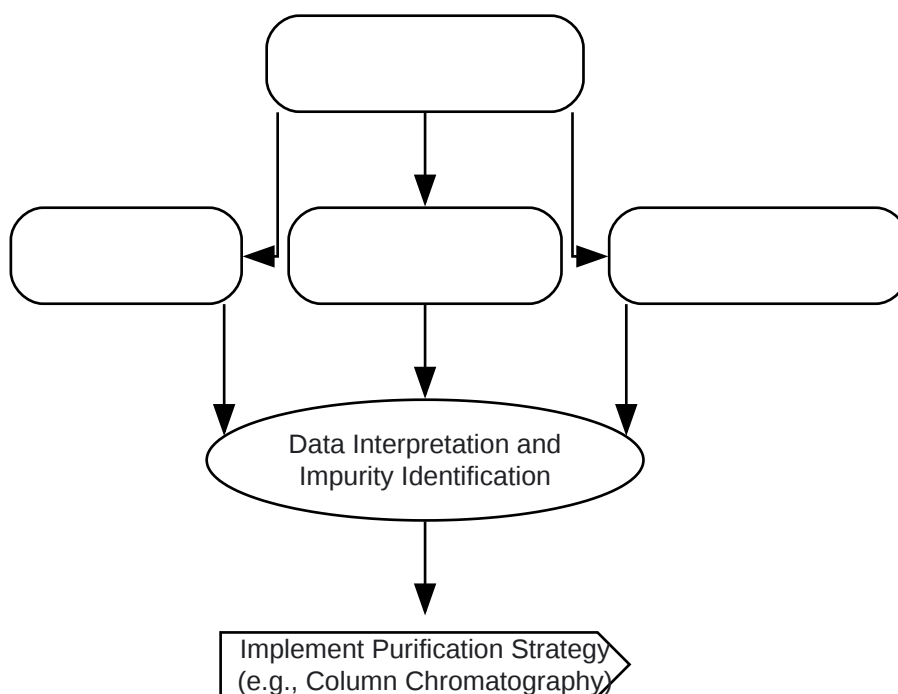 Data Interpretation and
Impurity Identification
Implement Purification Strategy
(e.g., Column Chromatography)